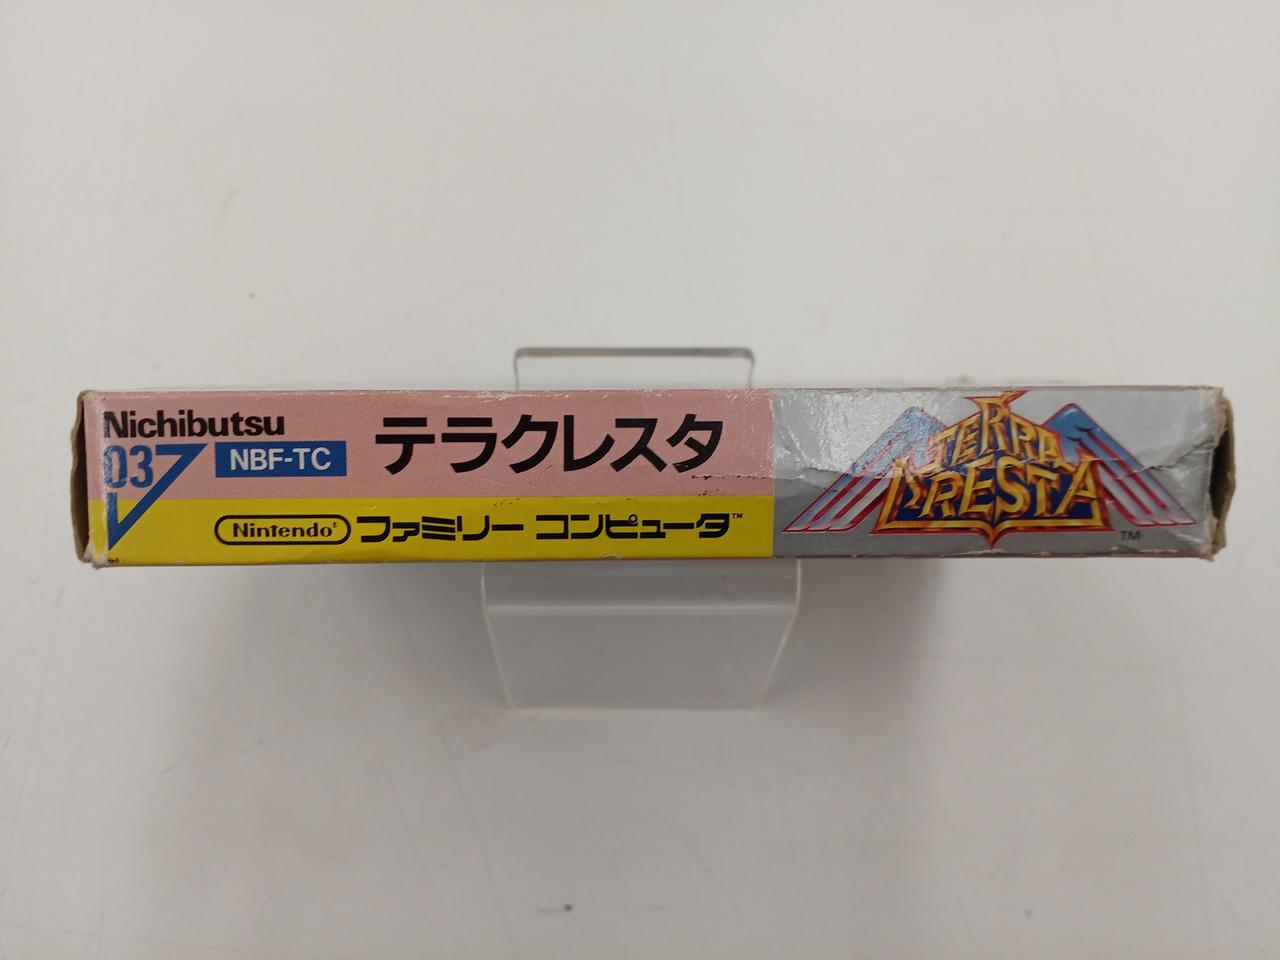 Nichibutsu
03
NBF-TC
テラクレスタ
Nintendo ファミリー コンピュータ™
TERRA
CRESTA
TM